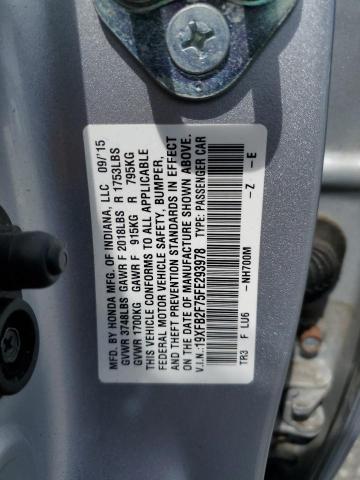 MFD. BY HONDA MFG. OF INDIANA, LLC 09/'15
GVWR 3748LBS GAWR F 2018LBS R 1753LBS
GVWR 1700KG GAWR F 915KG R 795KG
THIS VEHICLE CONFORMS TO ALL APPLICABLE
FEDERAL MOTOR VEHICLE SAFETY, BUMPER,
AND THEFT PREVENTION STANDARDS IN EFFECT
ON THE DATE OF MANUFACTURE SHOWN ABOVE.
V.I.N.:19XFB2F75FE293978 TYPE: PASSENGER CAR
TR3 F LU6 -NH700M -Z -E